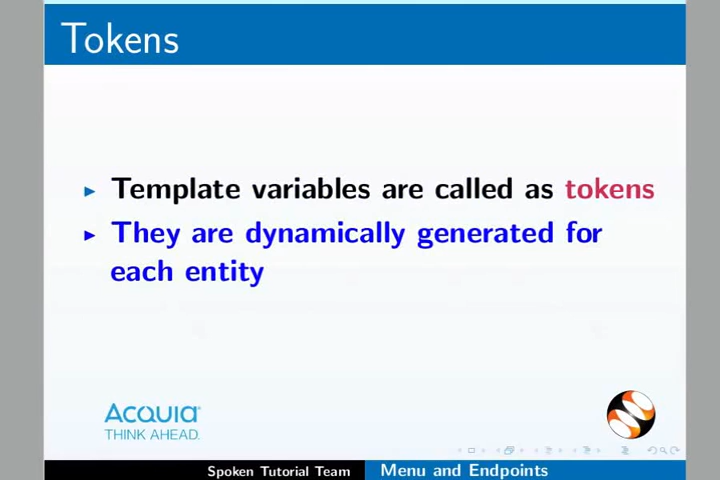 Tokens
Template variables are called as tokens
They are dynamically generated for
each entity
ACQUIA
THINK AHEAD.
Spoken Tutorial Team
Menu and Endpoints